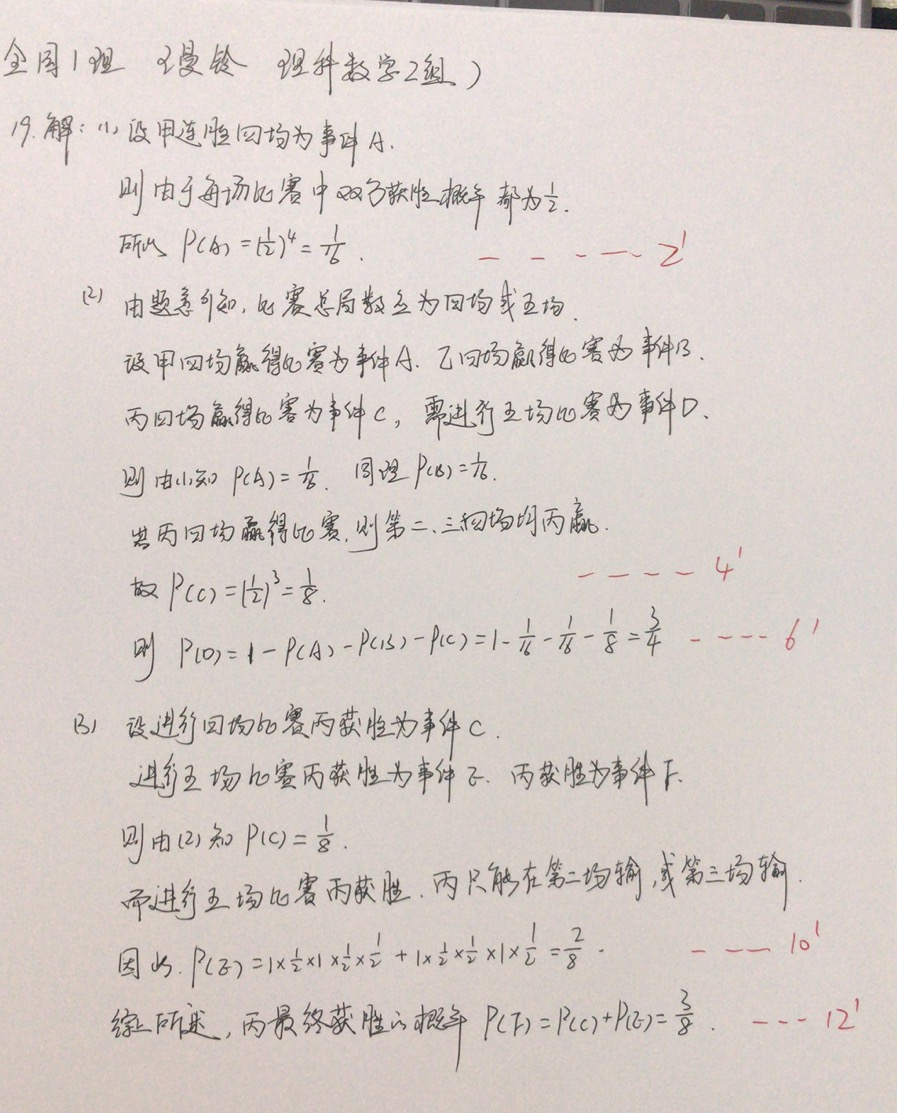 全国1理 理科数学2组)
19.解:(1)设甲连胜四场为事件A.
则由于每场比赛中双方获胜概率都为1/2.
所以 P(A)=(1/2)^4=1/16. ---- 2'
(2) 由题意可知,比赛总局数应为四场或五场.
设甲四场赢得比赛为事件A. 乙四场赢得比赛为事件B.
丙四场赢得比赛为事件C, 需进行五场比赛为事件D.
则由(1)知 P(A)=1/16. 同理 P(B)=1/16.
若丙四场赢得比赛,则第二、三、四场均丙赢.
---- 4'
故 P(C)=(1/2)^3=1/8.
则 P(D)=1-P(A)-P(B)-P(C)=1-1/16-1/16-1/8=3/4 ---- 6'
(3) 设进行四场比赛丙获胜为事件C.
进行五场比赛丙获胜为事件E. 丙获胜为事件F.
则由(2)知 P(C)=1/8.
而进行五场比赛丙获胜.丙只能在第二场输,或第三场输.
因此.P(E)=1×1/2×1×1/2×1/2+1×1/2×1/2×1×1/2=2/8. --- 10'
综上所述,丙最终获胜的概率 P(F)=P(C)+P(E)=3/8. --- 12'